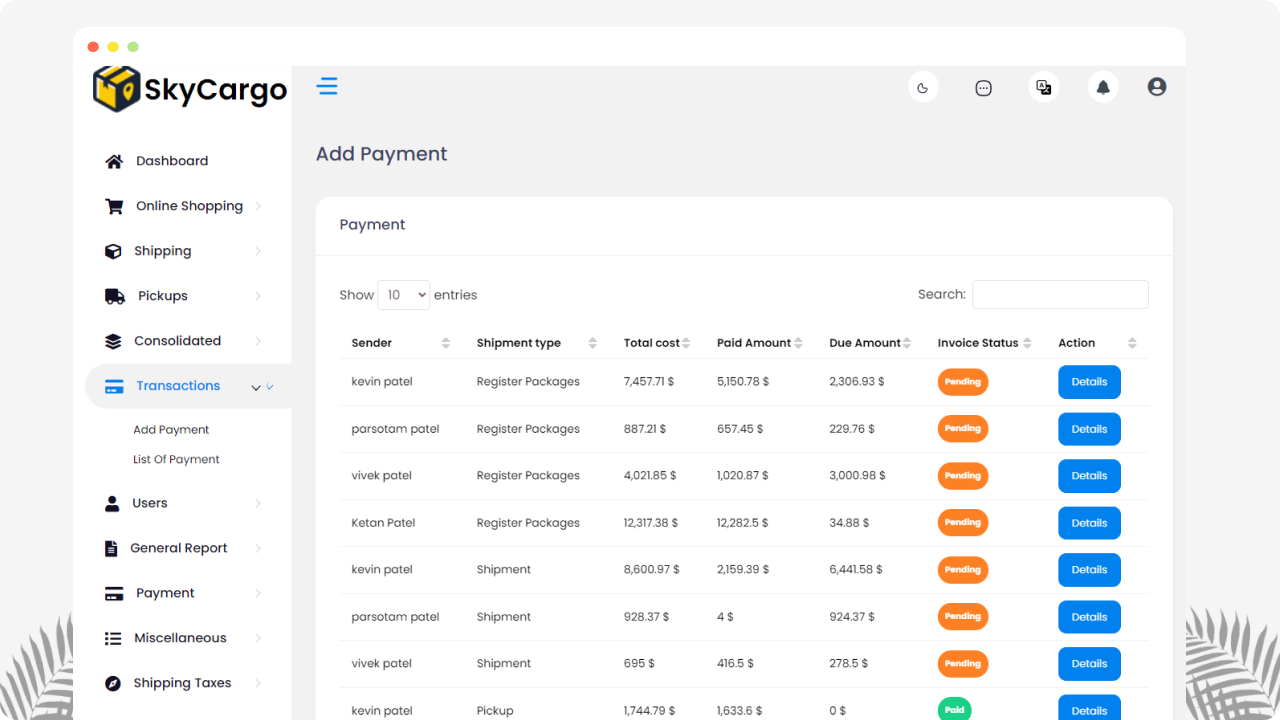 SkyCargo
Dashboard
Online Shopping
Shipping
Pickups
Consolidated
Transactions
Add Payment
List Of Payment
Users
General Report
Payment
Miscellaneous
Shipping Taxes
Add Payment
Payment
Show 10 entries
Search:
Sender Shipment type Total cost Paid Amount Due Amount Invoice Status Action
kevin patel Register Packages 7,457.71 $ 5,150.78 $ 2,306.93 $ Pending Details
parsotam patel Register Packages 887.21 $ 657.45 $ 229.76 $ Pending Details
vivek patel Register Packages 4,021.85 $ 1,020.87 $ 3,000.98 $ Pending Details
Ketan Patel Register Packages 12,317.38 $ 12,282.5 $ 34.88 $ Pending Details
kevin patel Shipment 8,600.97 $ 2,159.39 $ 6,441.58 $ Pending Details
parsotam patel Shipment 928.37 $ 4 $ 924.37 $ Pending Details
vivek patel Shipment 695 $ 416.5 $ 278.5 $ Pending Details
kevin patel Pickup 1,744.79 $ 1,633.6 $ 0 $ Paid Details